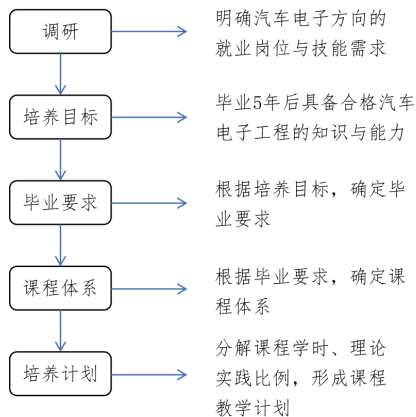 调研
明确汽车电子方向的
就业岗位与技能需求
培养目标
毕业5年后具备合格汽车
电子工程的知识与能力
毕业要求
根据培养目标，确定毕
业要求
课程体系
根据毕业要求，确定课
程体系
培养计划
分解课程学时、理论
实践比例，形成课程
教学计划